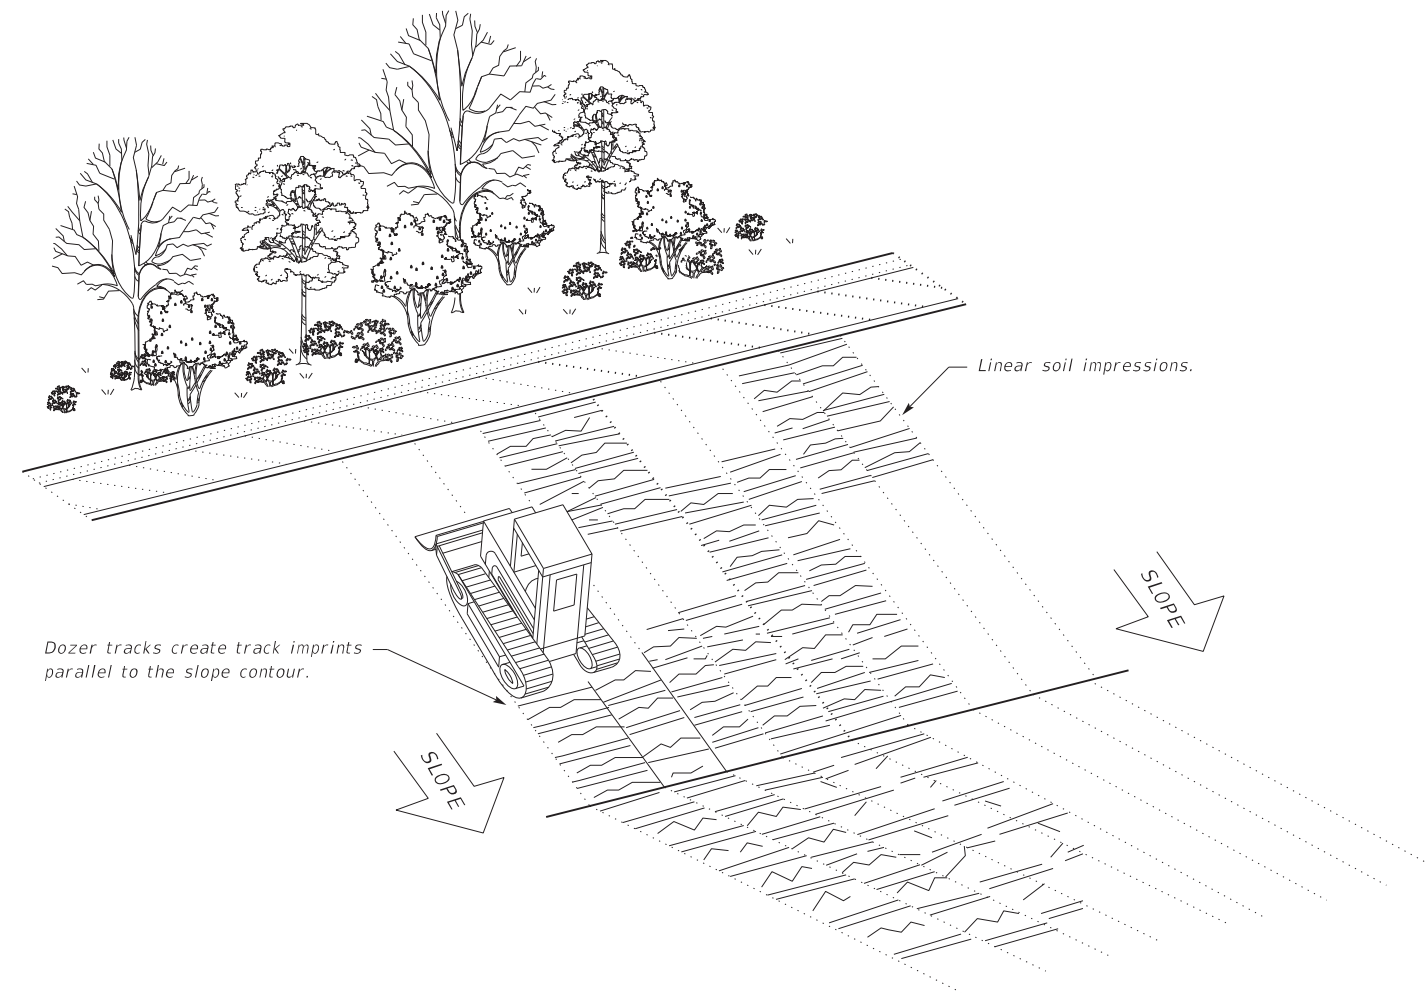 Linear soil impressions.
SLOPE
Dozer tracks create track imprints
parallel to the slope contour.
SLOPE